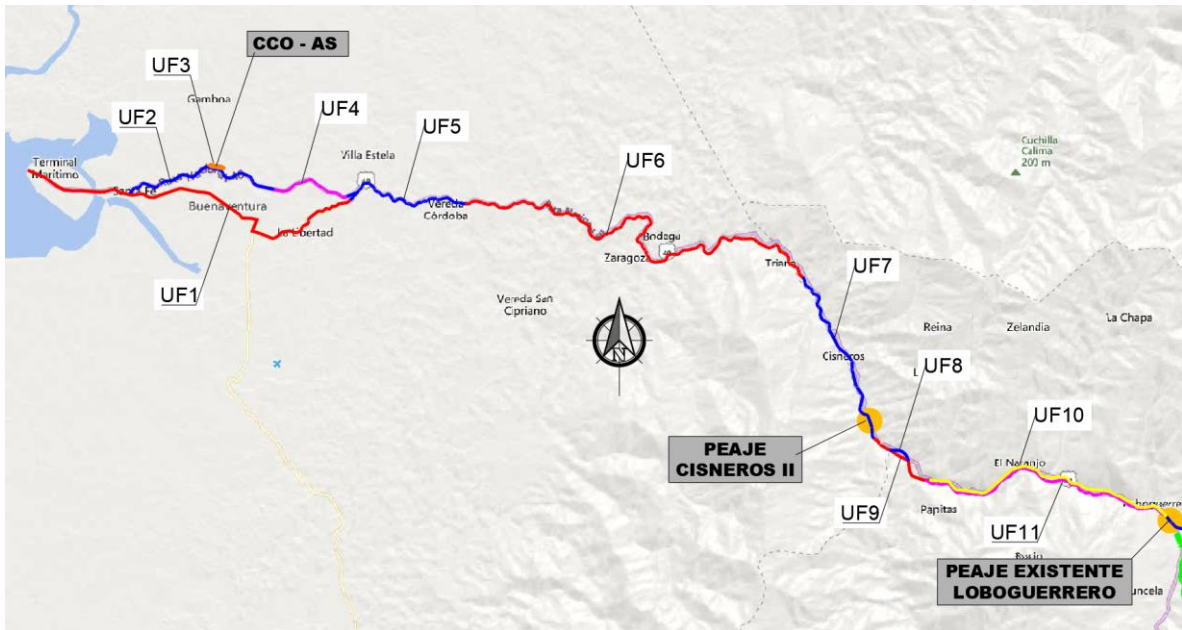 CCO - AS
UF3
Gamboa
UF2
UF4
UF5
Villa Estela
Terminal
Marítimo
Buenaventura
La Libertad
Vereda
Córdoba
UF6
Bodega
Zaragoza
UF1
Triana
UF7
Cuchilla
Calima
200 m
Vereda San
Cipriano
N
Reina
Zelandia
La Chapa
Cisneros
UF8
PEAJE
CISNEROS II
UF10
El Naranjo
UF9
Papitas
UF11
PEAJE EXISTENTE
LOBOGUERRERO